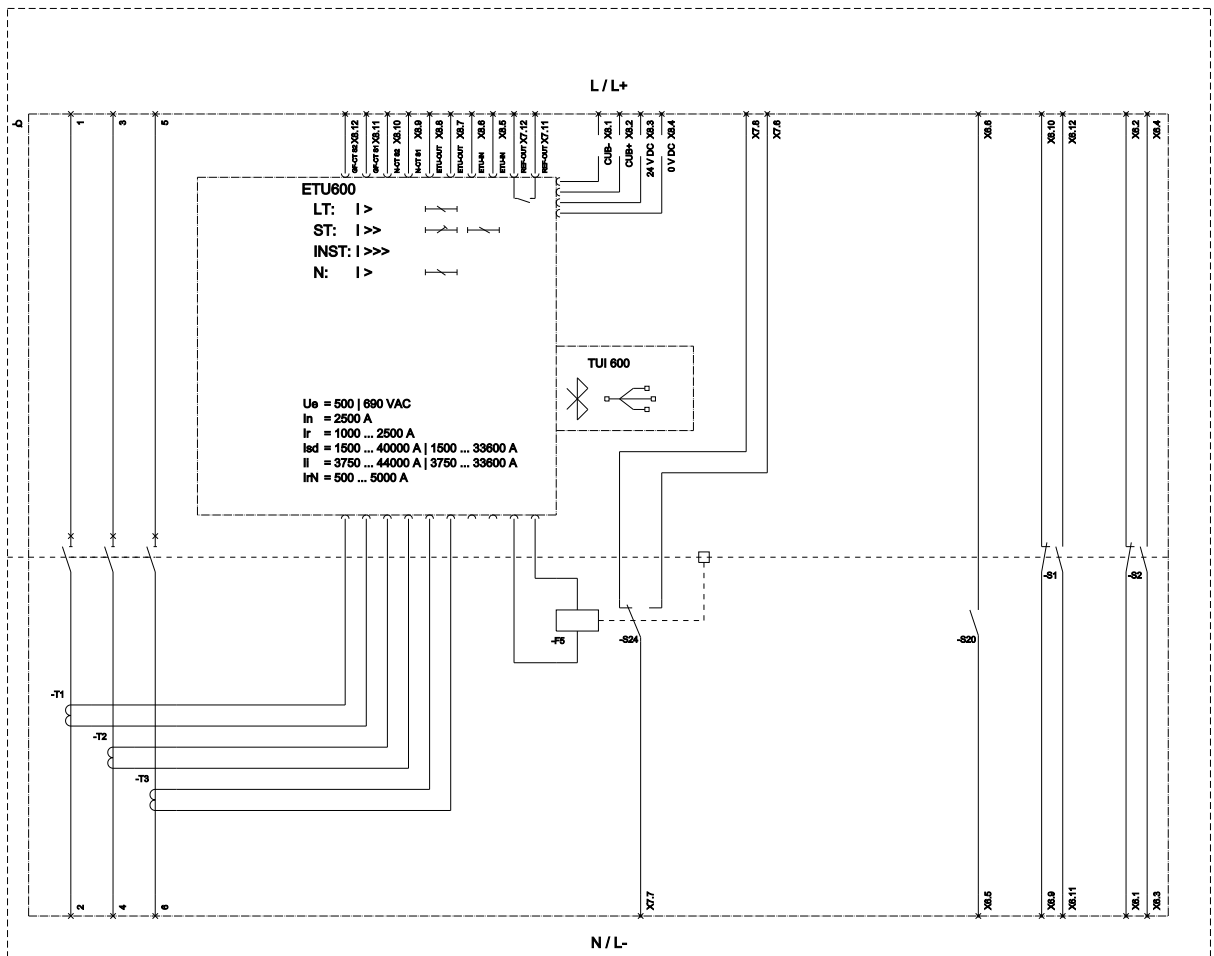 L / L+
1
3
5
GF-CT S2 X8.12
GF-CT S1 X8.11
N-CT S2 X8.10
N-CT S1 X8.9
ETU-OUT X8.8
ETU-OUT X8.7
ETU-IN X8.6
ETU-IN X8.5
REF-OUT X7.12
REF-OUT X7.11
CUB- X8.1
CUB+ X8.2
24 V DC X8.3
0 V DC X8.4
X7.8
X7.6
X6.6
X6.10
X6.12
X6.2
X6.4
ETU600
LT: I >
ST: I >>
INST: I >>>
N: I >
TUI 600
Ue = 500 | 690 VAC
In = 2500 A
Ir = 1000 ... 2500 A
Isd = 1500 ... 40000 A | 1500 ... 33600 A
Ii = 3750 ... 44000 A | 3750 ... 33600 A
IrN = 500 ... 5000 A
-S1
-S2
-F5
-S24
-S20
-T1
-T2
-T3
2
4
6
X7.7
X6.5
X6.9
X6.11
X6.1
X6.3
N / L-